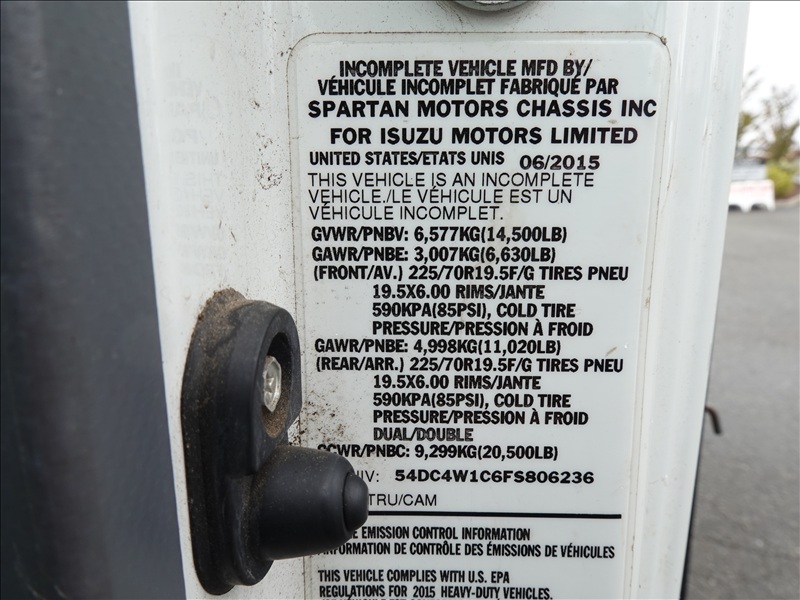 INCOMPLETE VEHICLE MFD BY/
VÉHICULE INCOMPLET FABRIQUÉ PAR
SPARTAN MOTORS CHASSIS INC
FOR ISUZU MOTORS LIMITED
UNITED STATES/ETATS UNIS 06/2015
THIS VEHICLE IS AN INCOMPLETE
VEHICLE./LE VÉHICULE EST UN
VÉHICULE INCOMPLET.
GVWR/PNBV: 6,577KG(14,500LB)
GAWR/PNBE: 3,007KG(6,630LB)
(FRONT/AV.) 225/70R19.5F/G TIRES PNEU
19.5X6.00 RIMS/JANTE
590KPA(85PSI), COLD TIRE
PRESSURE/PRESSION À FROID
GAWR/PNBE: 4,998KG(11,020LB)
(REAR/ARR.) 225/70R19.5F/G TIRES PNEU
19.5X6.00 RIMS/JANTE
590KPA(85PSI), COLD TIRE
PRESSURE/PRESSION À FROID
DUAL/DOUBLE
GCWR/PNBC: 9,299KG(20,500LB)
54DC4W1C6FS806236
TRU/CAM
EMISSION CONTROL INFORMATION
DE CONTRÔLE DES ÉMISSIONS DE VÉHICULES
THIS VEHICLE COMPLIES WITH U.S. EPA
REGULATIONS FOR 2015 HEAVY-DUTY VEHICLES.